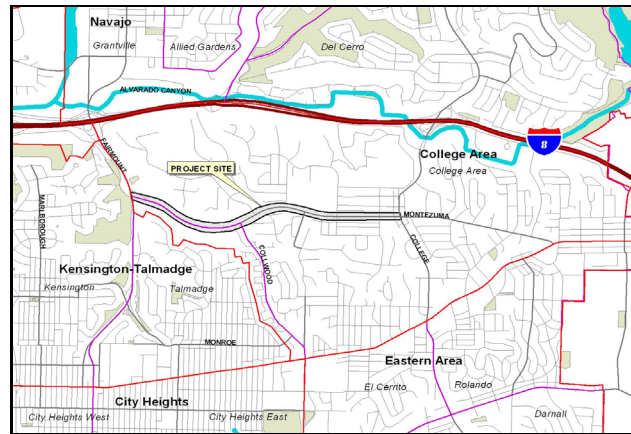 Navajo
Grantville
Allied Gardens
Del Cerro
ALVARADO CANYON
FAIRMOUNT
8
College Area
College Area
PROJECT SITE
MARLBOROUGH
MONTEZUMA
COLLEGE
COLLWOOD
Kensington-Talmadge
Kensington
Talmadge
MONROE
Eastern Area
El Cerrito
Rolando
City Heights
City Heights West
City Heights East
Darnall